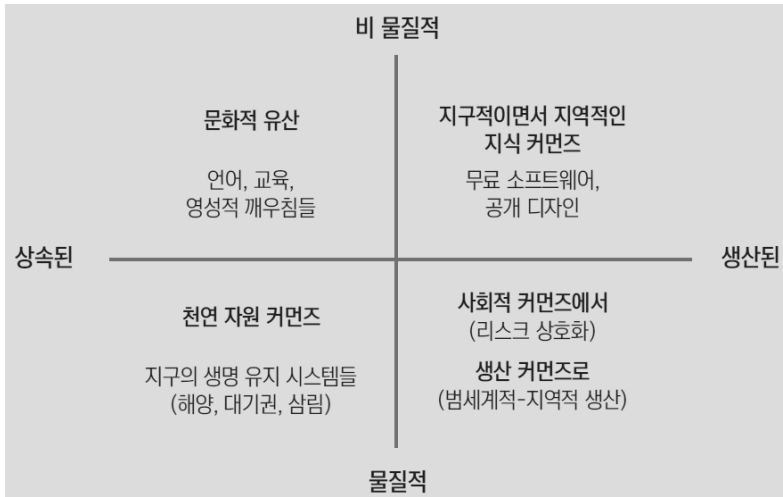 비 물질적
문화적 유산
언어, 교육,
영성적 깨우침들
지구적이면서 지역적인
지식 커먼즈
무료 소프트웨어,
공개 디자인
상속된
생산된
천연 자원 커먼즈
지구의 생명 유지 시스템들
(해양, 대기권, 삼림)
사회적 커먼즈에서
(리스크 상호화)
생산 커먼즈로
(범세계적-지역적 생산)
물질적